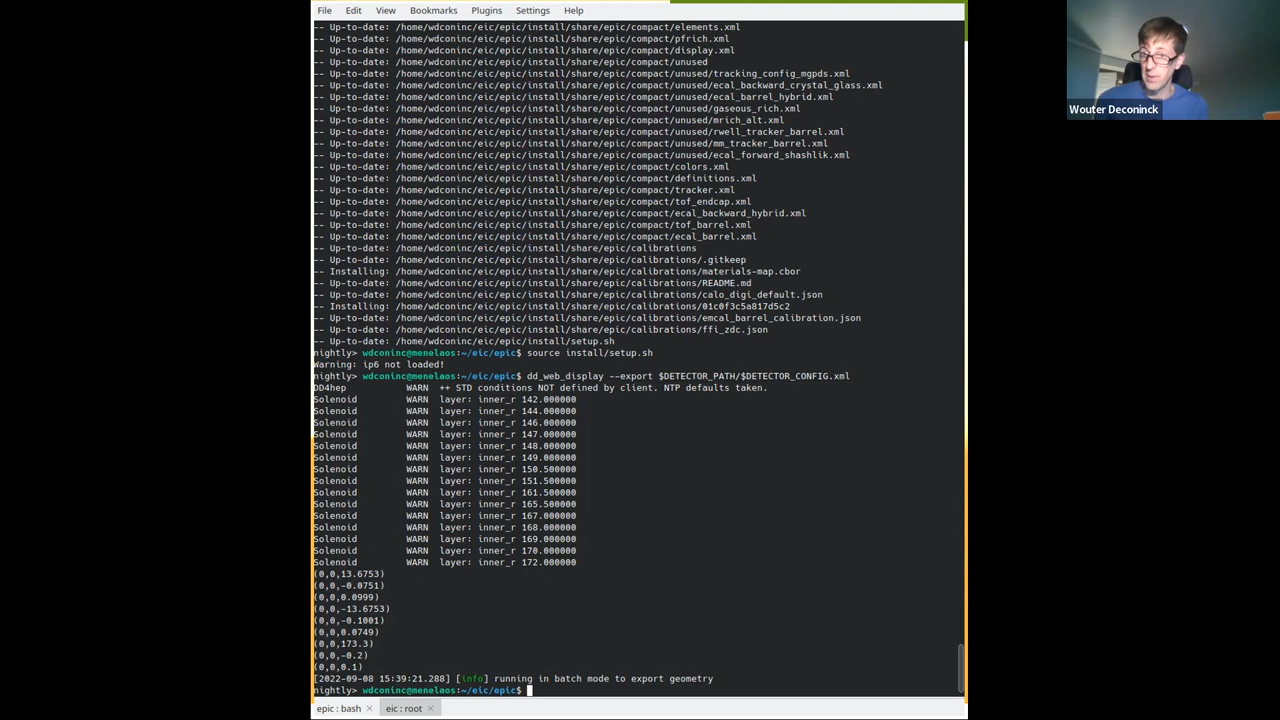 File Edit View Bookmarks Plugins Settings Help
-- Up-to-date: /home/wdconinc/eic/epic/install/share/epic/compact/elements.xml
-- Up-to-date: /home/wdconinc/eic/epic/install/share/epic/compact/pfrich.xml
-- Up-to-date: /home/wdconinc/eic/epic/install/share/epic/compact/display.xml
-- Up-to-date: /home/wdconinc/eic/epic/install/share/epic/compact/unused
-- Up-to-date: /home/wdconinc/eic/epic/install/share/epic/compact/unused/tracking_config_mgpds.xml
-- Up-to-date: /home/wdconinc/eic/epic/install/share/epic/compact/unused/ecal_backward_crystal_glass.xml
-- Up-to-date: /home/wdconinc/eic/epic/install/share/epic/compact/unused/ecal_barrel_hybrid.xml
-- Up-to-date: /home/wdconinc/eic/epic/install/share/epic/compact/unused/gaseous_rich.xml
-- Up-to-date: /home/wdconinc/eic/epic/install/share/epic/compact/unused/mrich_alt.xml
-- Up-to-date: /home/wdconinc/eic/epic/install/share/epic/compact/unused/rwell_tracker_barrel.xml
-- Up-to-date: /home/wdconinc/eic/epic/install/share/epic/compact/unused/mm_tracker_barrel.xml
-- Up-to-date: /home/wdconinc/eic/epic/install/share/epic/compact/unused/ecal_forward_shashlik.xml
-- Up-to-date: /home/wdconinc/eic/epic/install/share/epic/compact/colors.xml
-- Up-to-date: /home/wdconinc/eic/epic/install/share/epic/compact/definitions.xml
-- Up-to-date: /home/wdconinc/eic/epic/install/share/epic/compact/tracker.xml
-- Up-to-date: /home/wdconinc/eic/epic/install/share/epic/compact/tof_endcap.xml
-- Up-to-date: /home/wdconinc/eic/epic/install/share/epic/compact/ecal_backward_hybrid.xml
-- Up-to-date: /home/wdconinc/eic/epic/install/share/epic/compact/tof_barrel.xml
-- Up-to-date: /home/wdconinc/eic/epic/install/share/epic/compact/ecal_barrel.xml
-- Up-to-date: /home/wdconinc/eic/epic/install/share/epic/calibrations
-- Up-to-date: /home/wdconinc/eic/epic/install/share/epic/calibrations/.gitkeep
-- Installing: /home/wdconinc/eic/epic/install/share/epic/calibrations/materials-map.cbor
-- Up-to-date: /home/wdconinc/eic/epic/install/share/epic/calibrations/README.md
-- Up-to-date: /home/wdconinc/eic/epic/install/share/epic/calibrations/calo_digi_default.json
-- Installing: /home/wdconinc/eic/epic/install/share/epic/calibrations/01c0f3c5a817d5c2
-- Up-to-date: /home/wdconinc/eic/epic/install/share/epic/calibrations/emcal_barrel_calibration.json
-- Up-to-date: /home/wdconinc/eic/epic/install/share/epic/calibrations/ffi_zdc.json
-- Up-to-date: /home/wdconinc/eic/epic/install/setup.sh
nightly> wdconinc@menelaos:~/eic/epic$ source install/setup.sh
Warning: ip6 not loaded!
nightly> wdconinc@menelaos:~/eic/epic$ dd_web_display --export $DETECTOR_PATH/$DETECTOR_CONFIG.xml
DD4hep WARN ++ STD conditions NOT defined by client. NTP defaults taken.
Solenoid WARN layer: inner_r 142.000000
Solenoid WARN layer: inner_r 144.000000
Solenoid WARN layer: inner_r 146.000000
Solenoid WARN layer: inner_r 147.000000
Solenoid WARN layer: inner_r 148.000000
Solenoid WARN layer: inner_r 149.000000
Solenoid WARN layer: inner_r 150.500000
Solenoid WARN layer: inner_r 151.500000
Solenoid WARN layer: inner_r 161.500000
Solenoid WARN layer: inner_r 165.500000
Solenoid WARN layer: inner_r 167.000000
Solenoid WARN layer: inner_r 168.000000
Solenoid WARN layer: inner_r 169.000000
Solenoid WARN layer: inner_r 170.000000
Solenoid WARN layer: inner_r 172.000000
(0,0,13.6753)
(0,0,-0.0751)
(0,0,0.0999)
(0,0,-13.6753)
(0,0,-0.1001)
(0,0,0.0749)
(0,0,173.3)
(0,0,-0.2)
(0,0,0.1)
[2022-09-08 15:39:21.288] [info] running in batch mode to export geometry
nightly> wdconinc@menelaos:~/eic/epic$
epic : bash
eic : root
Wouter Deconinck